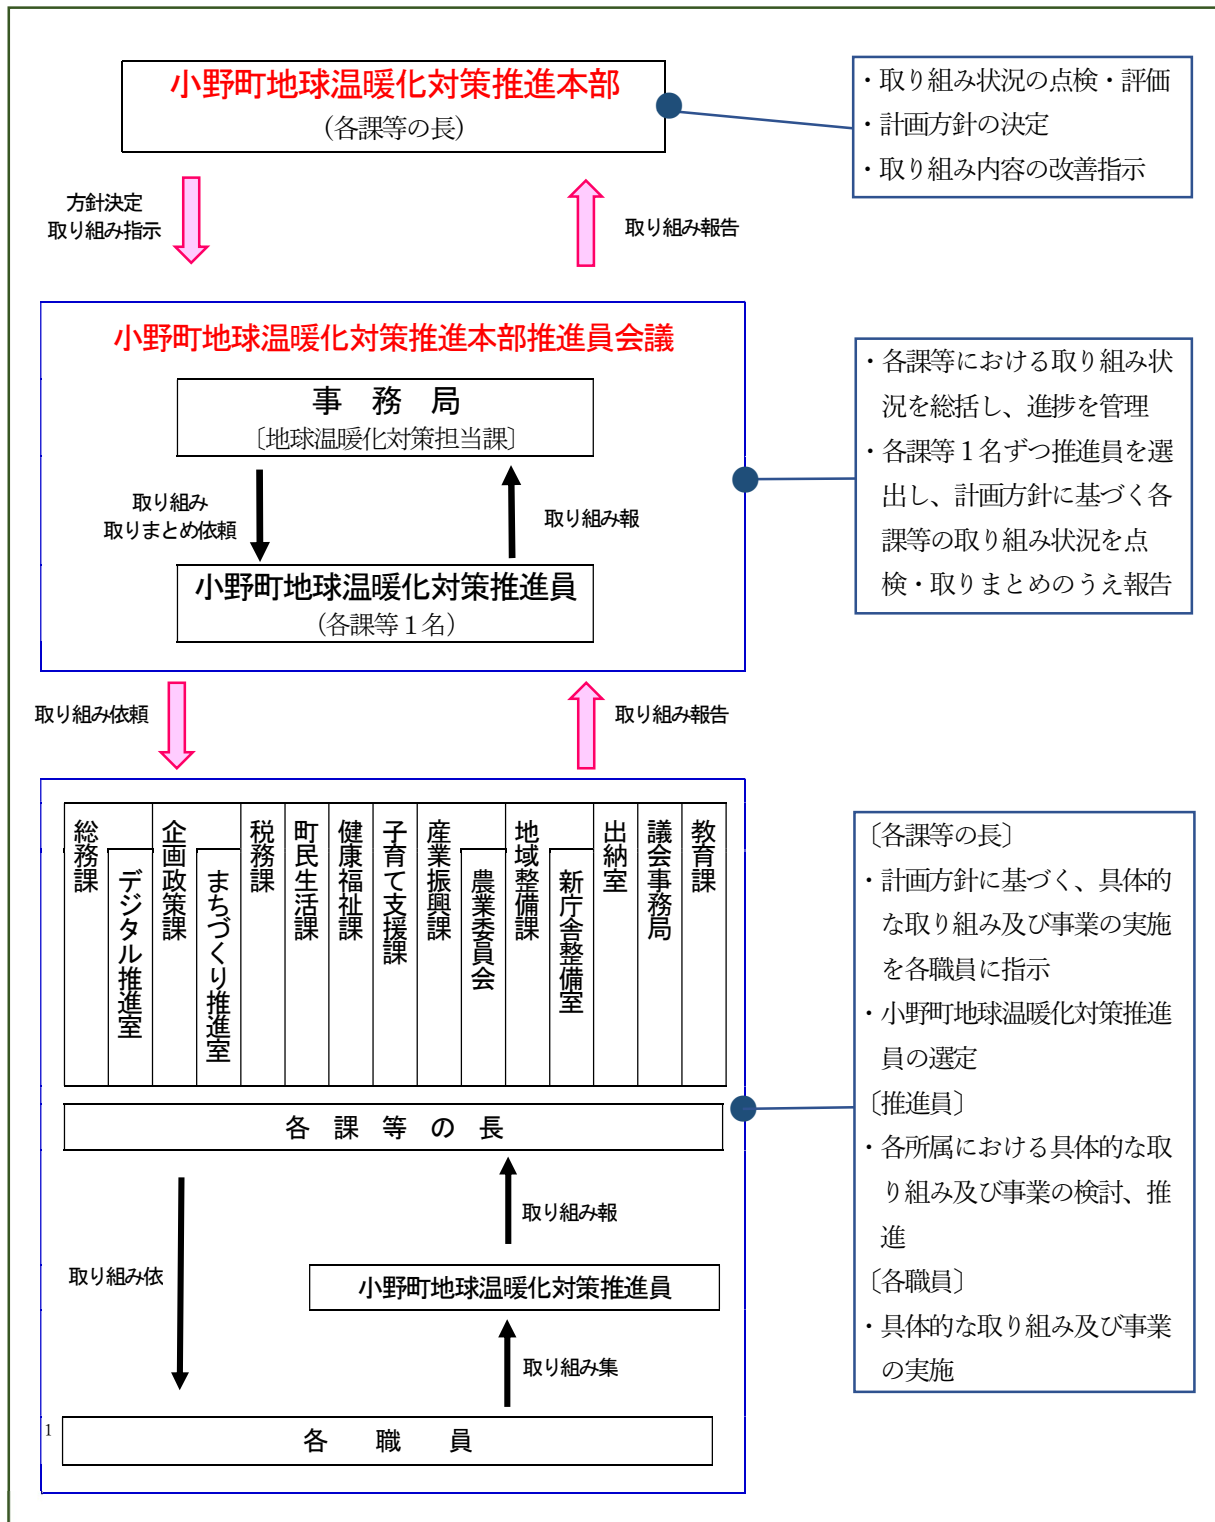 小野町地球温暖化対策推進本部
（各課等の長）
・取り組み状況の点検・評価
・計画方針の決定
・取り組み内容の改善指示
方針決定
取り組み指示
取り組み報告
小野町地球温暖化対策推進本部推進員会議
事　務　局
〔地球温暖化対策担当課〕
取り組み
取りまとめ依頼
取り組み報
小野町地球温暖化対策推進員
（各課等１名）
・各課等における取り組み状
況を総括し、進捗を管理
・各課等１名ずつ推進員を選
出し、計画方針に基づく各
課等の取り組み状況を点
検・取りまとめのうえ報告
取り組み依頼
取り組み報告
総務課
デジタル推進室
企画政策課
まちづくり推進室
税務課
町民生活課
健康福祉課
子育て支援課
産業振興課
農業委員会
地域整備課
新庁舎整備室
出納室
議会事務局
教育課
各　課　等　の　長
取り組み報
取り組み依
小野町地球温暖化対策推進員
取り組み集
1
各　職　員
〔各課等の長〕
・計画方針に基づく、具体的
な取り組み及び事業の実施
を各職員に指示
・小野町地球温暖化対策推進
員の選定
〔推進員〕
・各所属における具体的な取
り組み及び事業の検討、推
進
〔各職員〕
・具体的な取り組み及び事業
の実施